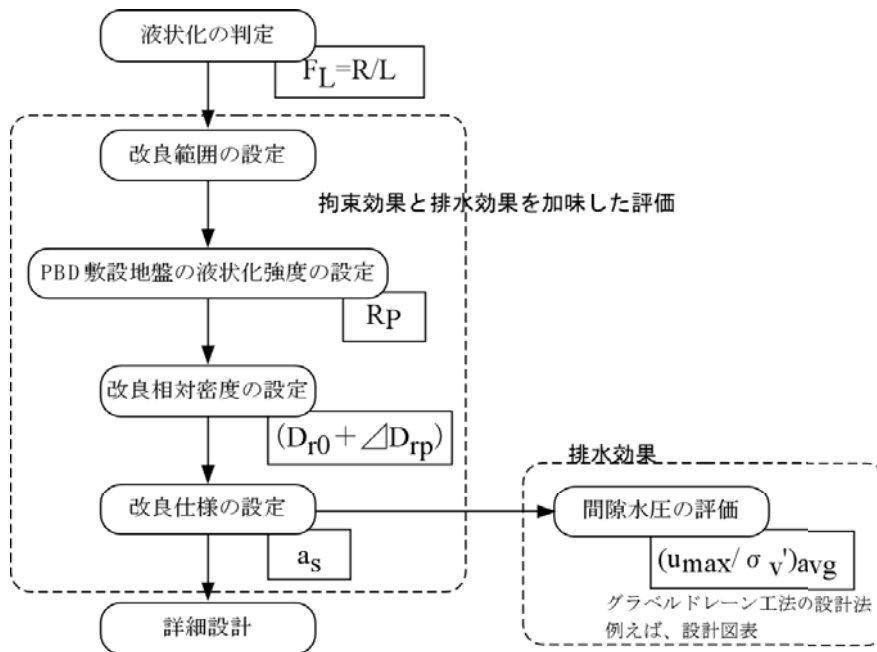 液状化の判定
FL=R/L
改良範囲の設定
拘束効果と排水効果を加味した評価
PBD敷設地盤の液状化強度の設定
RP
改良相対密度の設定
(Dr0+⊿Drp)
排水効果
改良仕様の設定
間隙水圧の評価
as
(umax/σv')avg
グラベルドレーン工法の設計法
例えば、設計図表
詳細設計